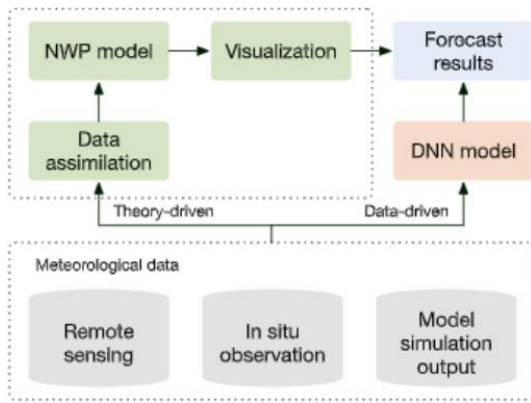 NWP model
Visualization
Forecast
results
Data
assimilation
DNN model
Theory-driven
Data-driven
Meteorological data
Remote
sensing
In situ
observation
Model
simulation
output